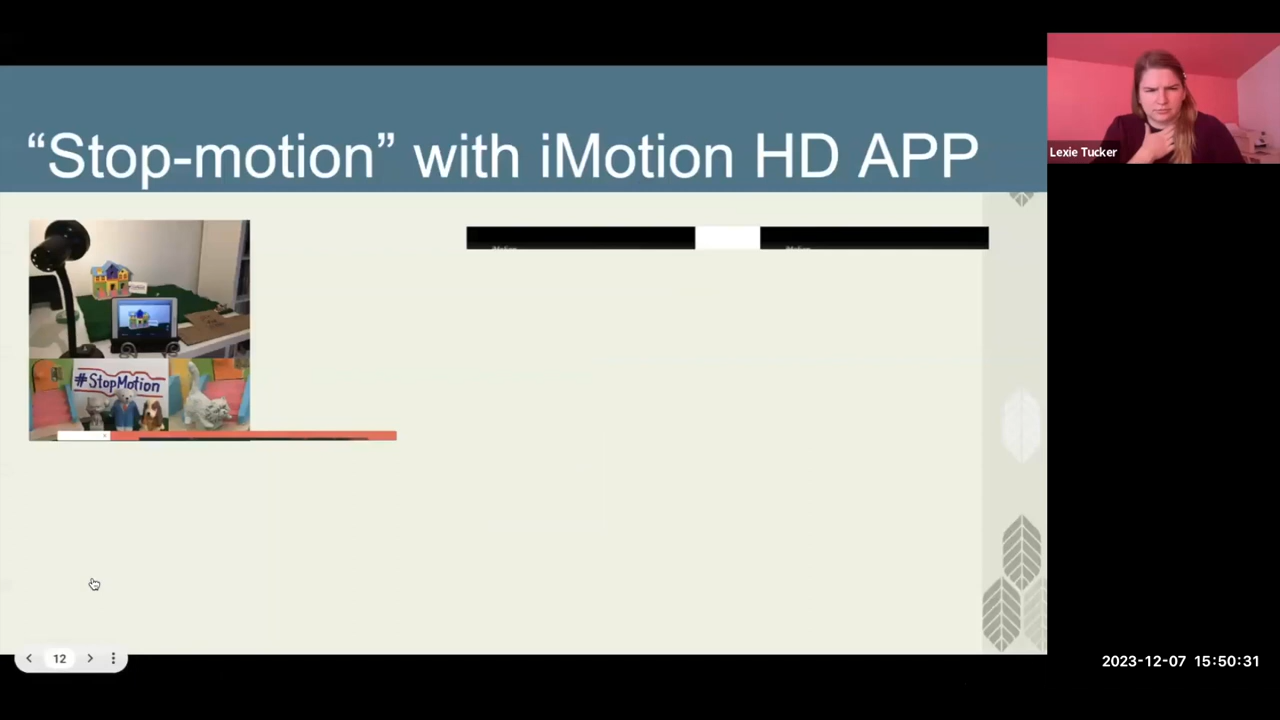 “Stop-motion” with iMotion HD APP
Lexie Tucker
#StopMotion
12
2023-12-07 15:50:31